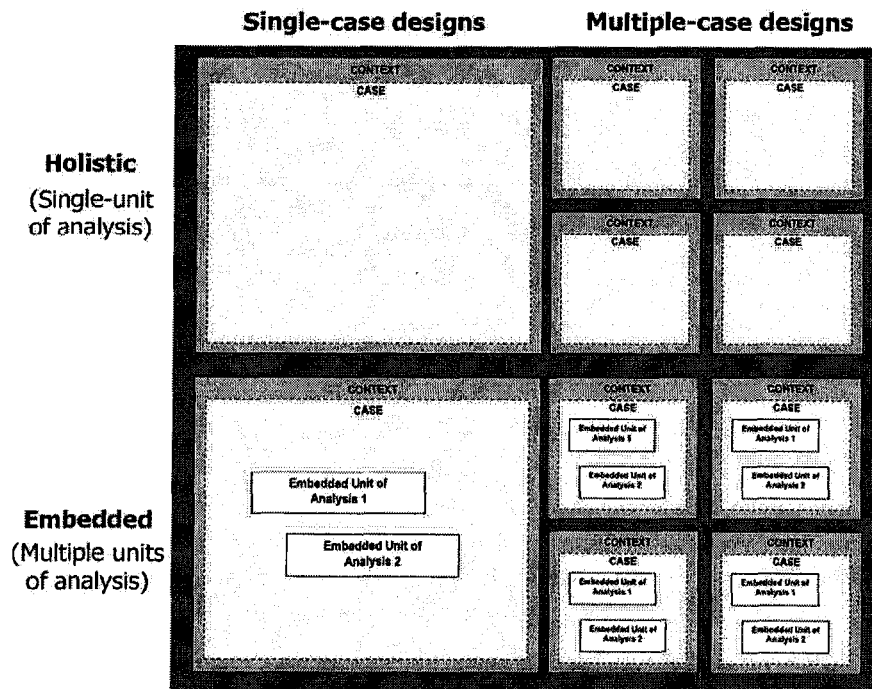 Single-case designs
Multiple-case designs
Holistic
(Single-unit
of analysis)
CONTEXT
CASE
CONTEXT
CASE
CONTEXT
CASE
CONTEXT
CASE
CONTEXT
CASE
Embedded
(Multiple units
of analysis)
CONTEXT
CASE
Embedded Unit of
Analysis 1
Embedded Unit of
Analysis 2
CONTEXT
CASE
Embedded Unit of
Analysis
Embedded Unit of
Analysis 2
CONTEXT
CASE
Embedded Unit of
Analysis 1
Embedded Unit of
Analysis 2
CONTEXT
CASE
Embedded Unit of
Analysis 1
Embedded Unit of
Analysis 2
CONTEXT
CASE
Embedded Unit of
Analysis 1
Embedded Unit of
Analysis 2